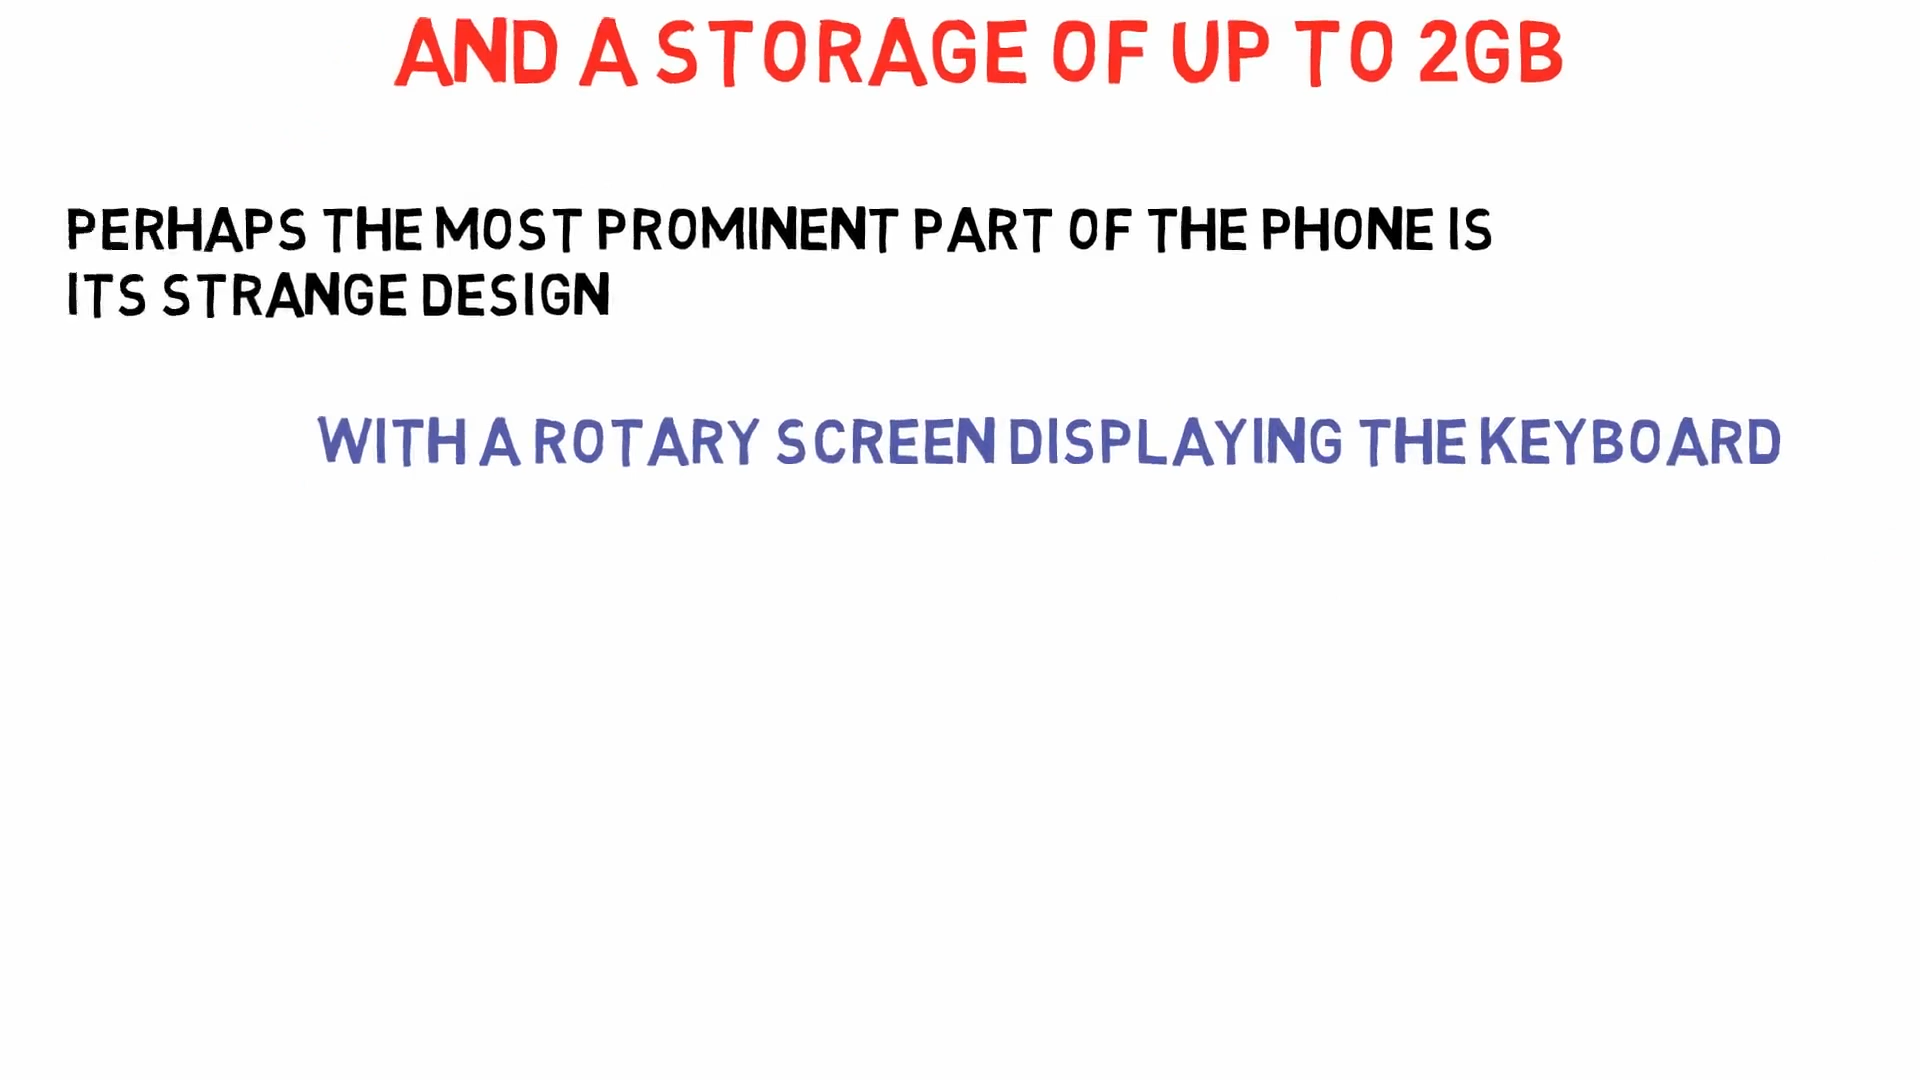 AND A STORAGE OF UP TO 2GB
PERHAPS THE MOST PROMINENT PART OF THE PHONE IS
ITS STRANGE DESIGN
WITH A ROTARY SCREEN DISPLAYING THE KEYBOARD